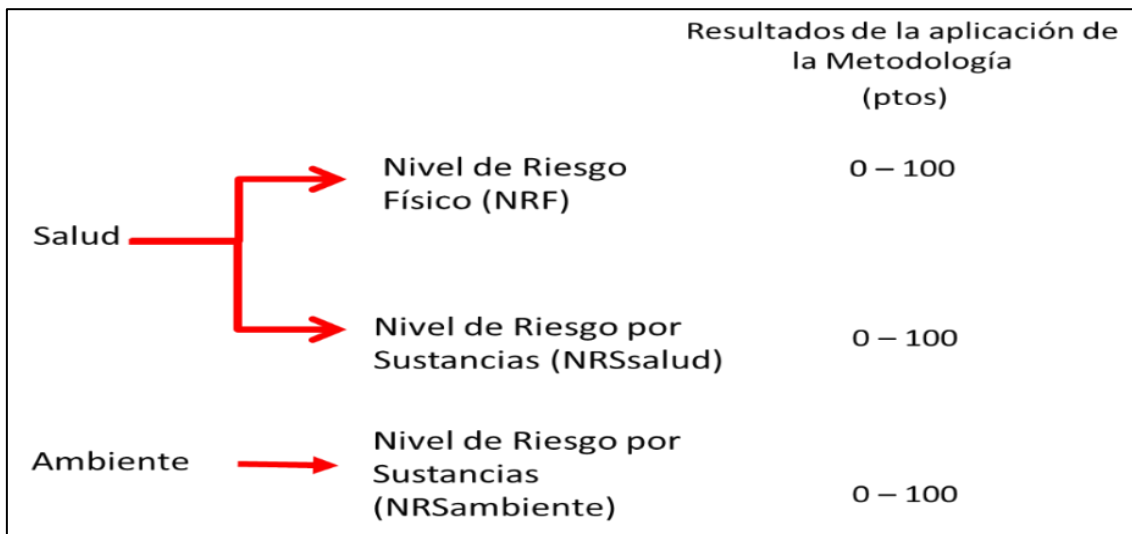 Resultados de la aplicación de
la Metodología
(ptos)
Salud
Nivel de Riesgo
Físico (NRF)
0 – 100
Nivel de Riesgo por
Sustancias (NRSsalud)
0 – 100
Ambiente
Nivel de Riesgo por
Sustancias
(NRSambiente)
0 – 100